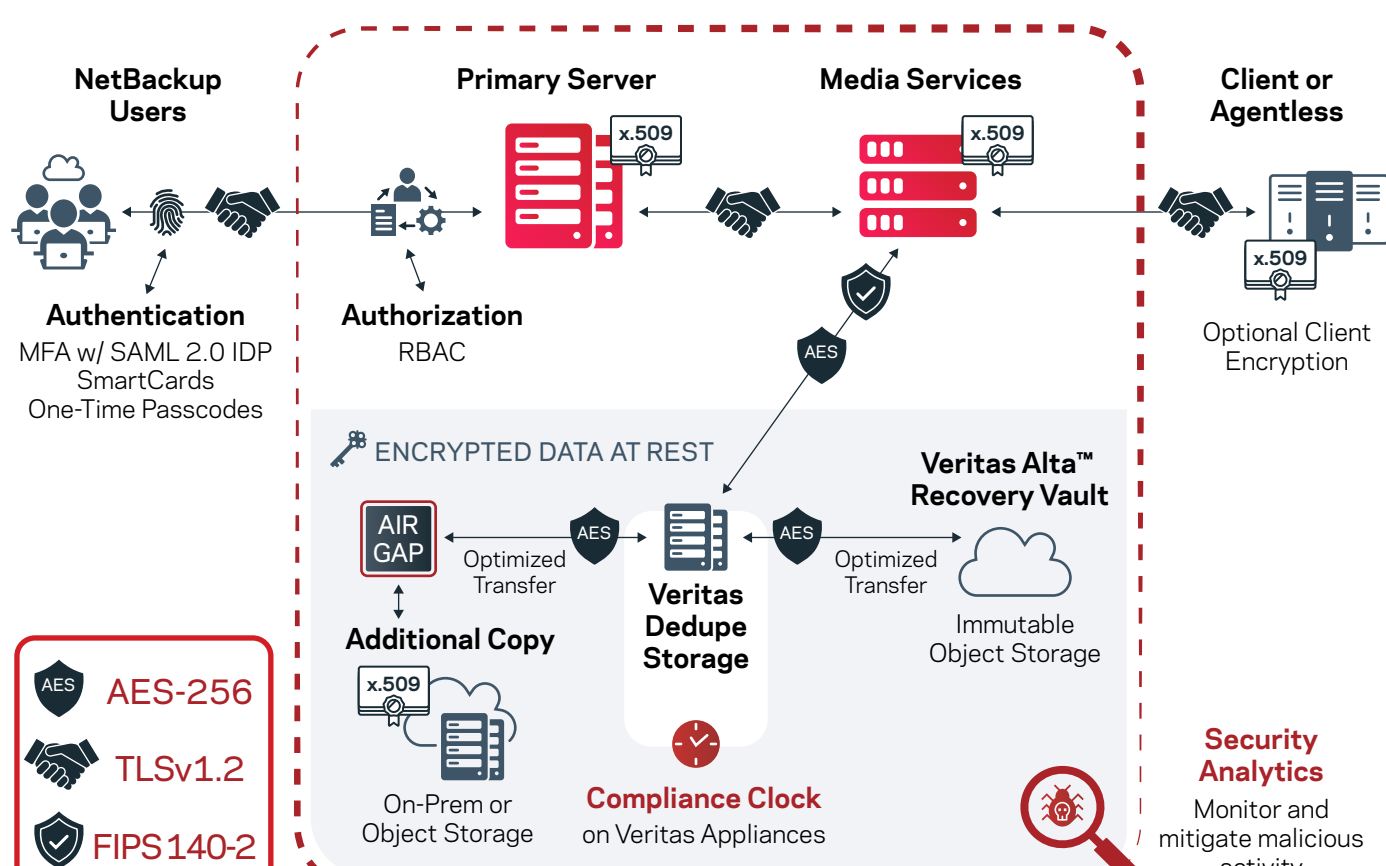 NetBackup
Users
Primary Server
Media Services
Client or
Agentless
x.509
x.509
x.509
Authentication
MFA w/ SAML 2.0 IDP
SmartCards
One-Time Passcodes
Authorization
RBAC
AES
Optional Client
Encryption
ENCRYPTED DATA AT REST
Veritas Alta™
Recovery Vault
AIR
GAP
AES
AES
Optimized
Transfer
Optimized
Transfer
Veritas
Dedupe
Storage
Immutable
Object Storage
Additional Copy
x.509
On-Prem or
Object Storage
Compliance Clock
on Veritas Appliances
AES
AES-256
TLSv1.2
FIPS 140-2
Security
Analytics
Monitor and
mitigate malicious
activity